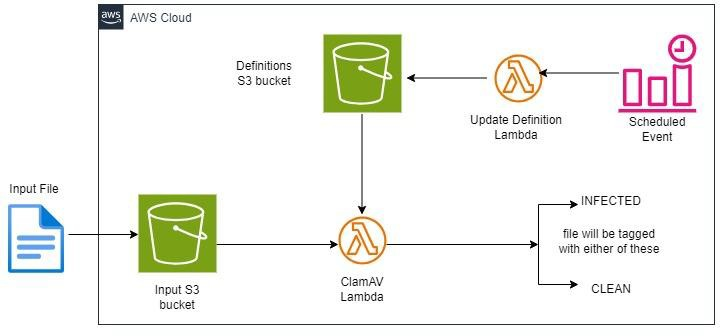 aws
AWS Cloud
Definitions
S3 bucket
Update Definition
Lambda
Scheduled
Event
Input File
Input S3
bucket
ClamAV
Lambda
INFECTED
file will be tagged
with either of these
CLEAN